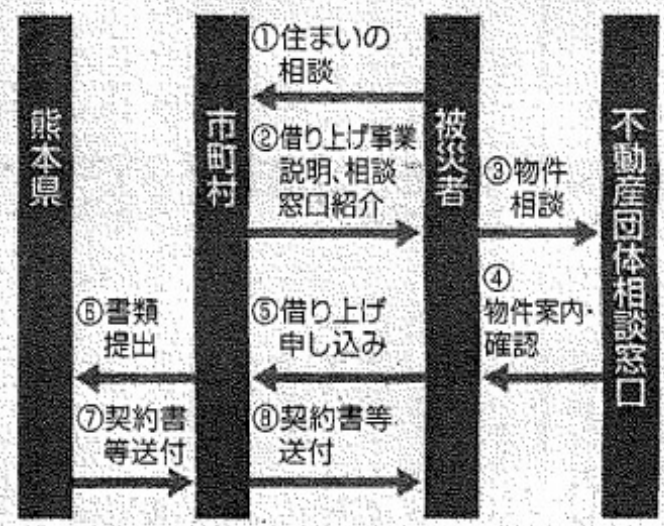 熊本県
市町村
被災者
不動産団体相談窓口
①住まいの
相談
②借り上げ事業
説明、相談
窓口紹介
③物件
相談
④
物件案内・
確認
⑤借り上げ
申し込み
⑥書類
提出
⑦契約書
等送付
⑧契約書等
送付